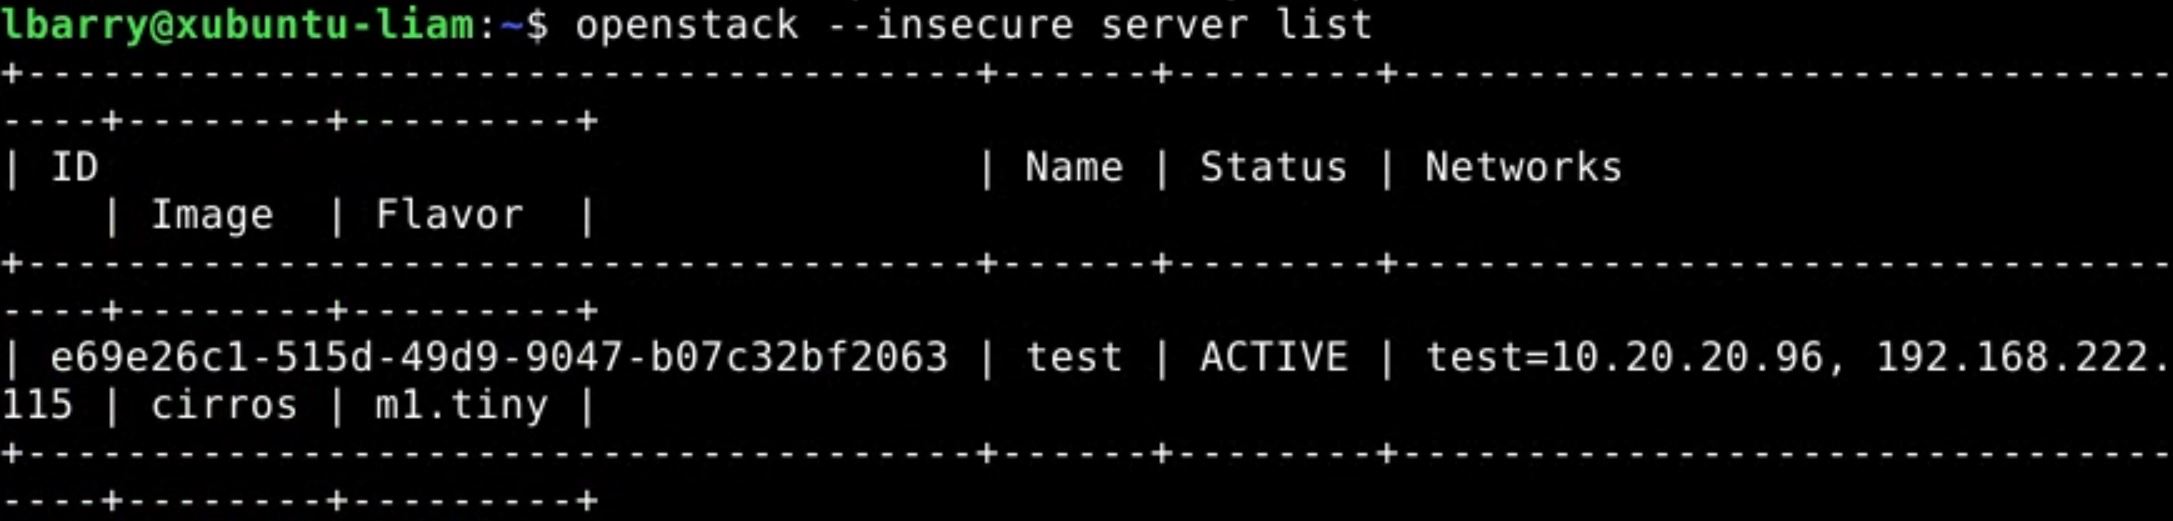 lbarry@xubuntu-liam:~$ openstack --insecure server list
+--------------------------------------+------+--------+-------------------------------
----+--------+---------+
| ID                                   | Name | Status | Networks
    | Image  | Flavor  |
+--------------------------------------+------+--------+-------------------------------
----+--------+---------+
| e69e26c1-515d-49d9-9047-b07c32bf2063 | test | ACTIVE | test=10.20.20.96, 192.168.222.
115 | cirros | m1.tiny |
+--------------------------------------+------+--------+-------------------------------
----+--------+---------+